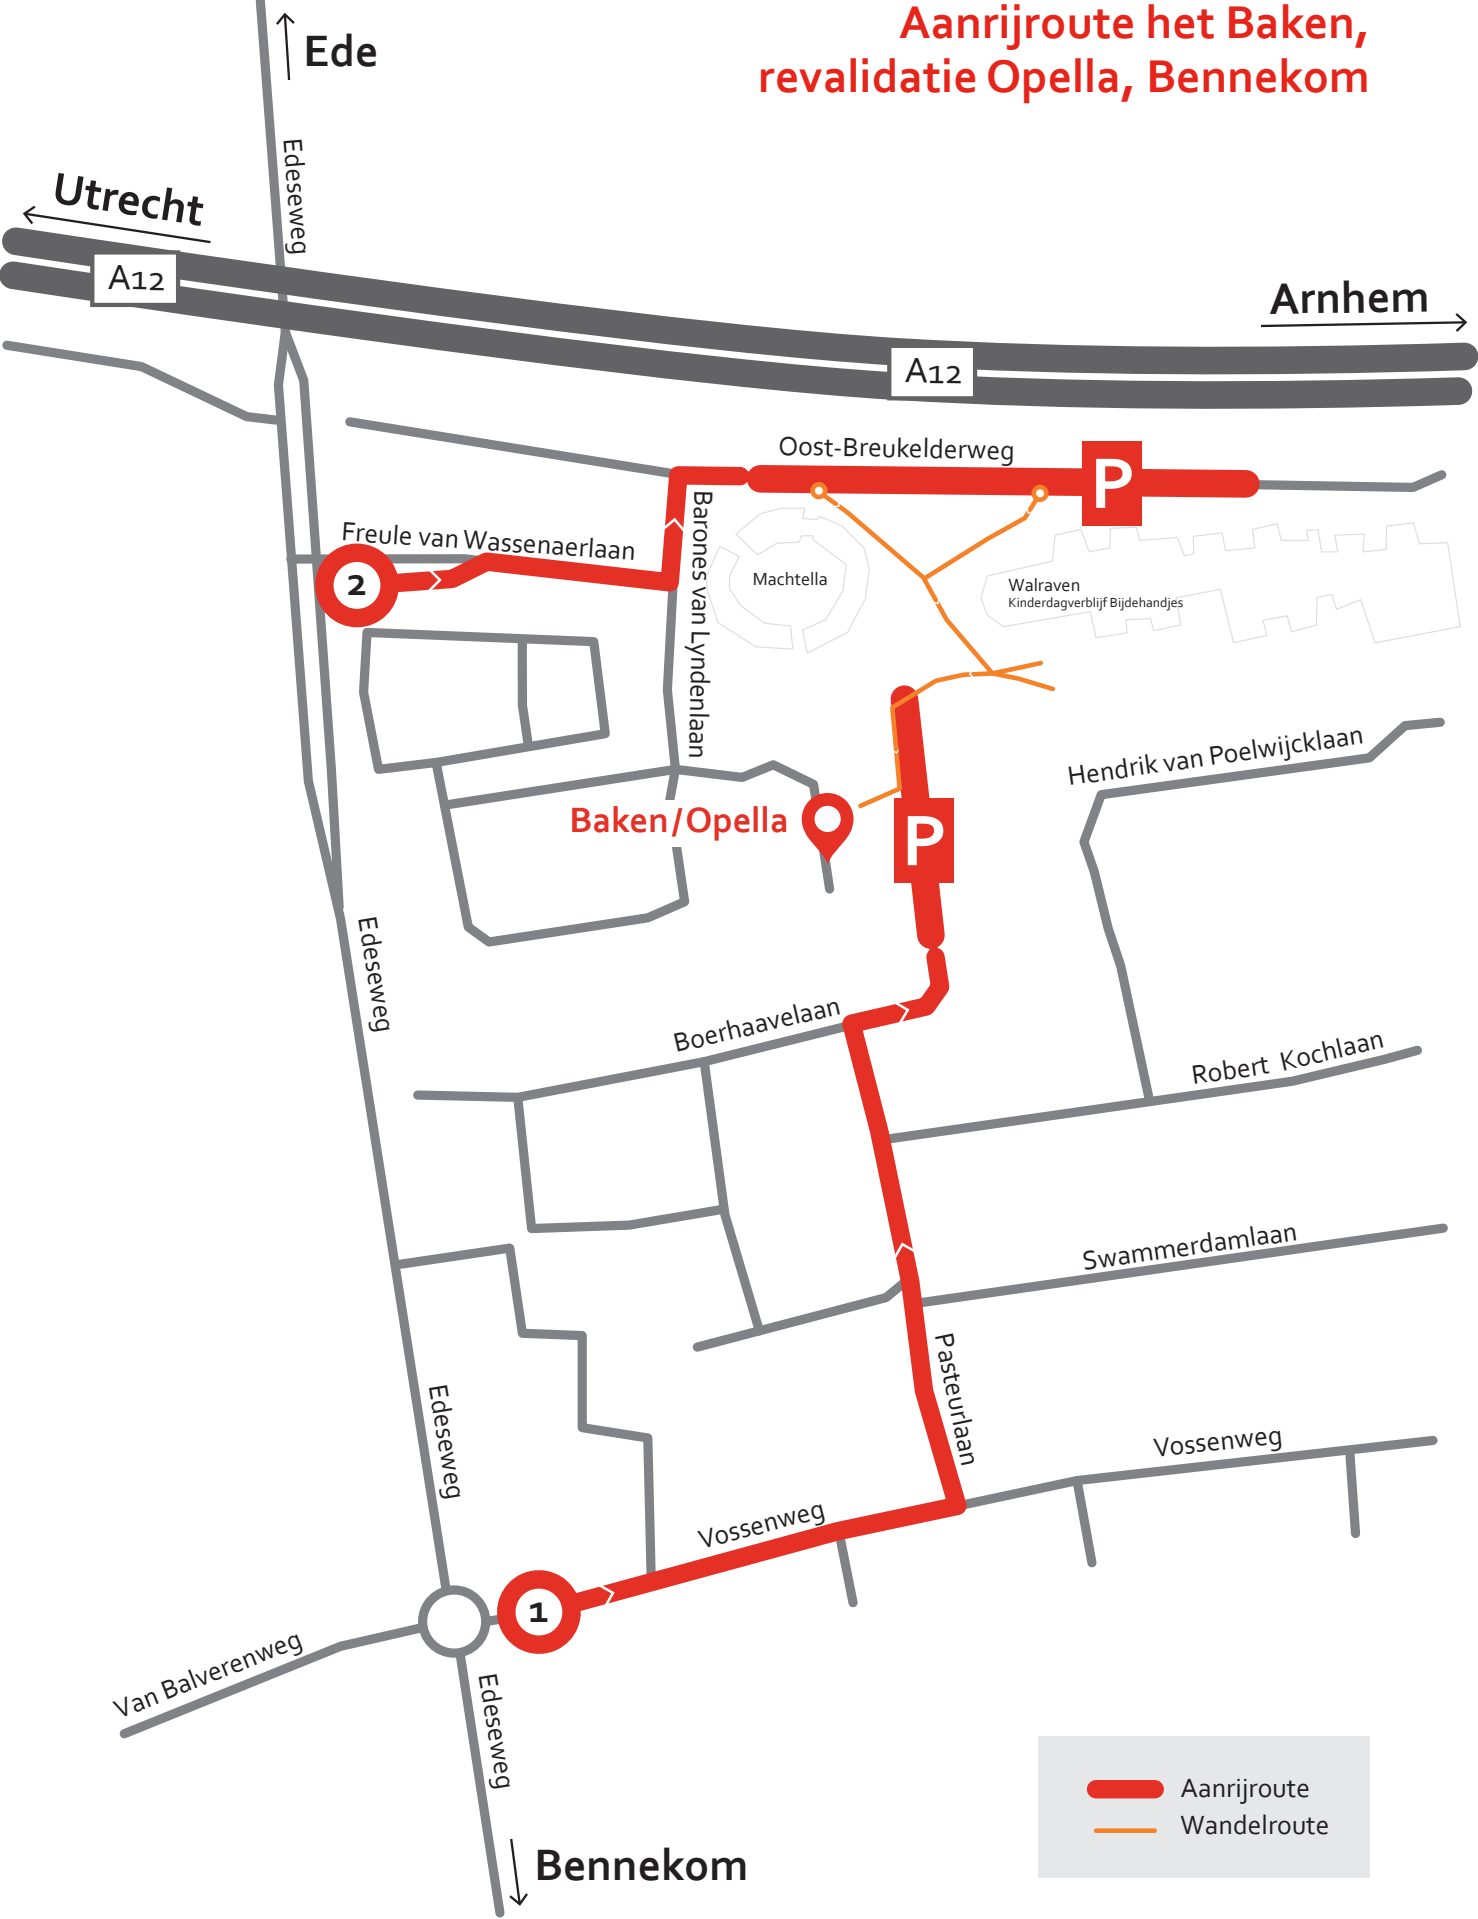 Aanrijroute het Baken,
revalidatie Opella, Bennekom
Ede
Edeseweg
Utrecht
A12
Arnhem
A12
Oost-Breukelderweg
P
Barones van Lyndenlaan
Freule van Wassenaerlaan
2
Machtella
Walraven
Kinderdagverblijf Bijdehandjes
Hendrik van Poelwijcklaan
Baken/Opella
P
Edeseweg
Boerhaavelaan
Robert Kochlaan
Swammerdamlaan
Pasteurlaan
Edeseweg
Vossenweg
Vossenweg
1
Van Balverenweg
Edeseweg
Aanrijroute
Wandelroute
Bennekom